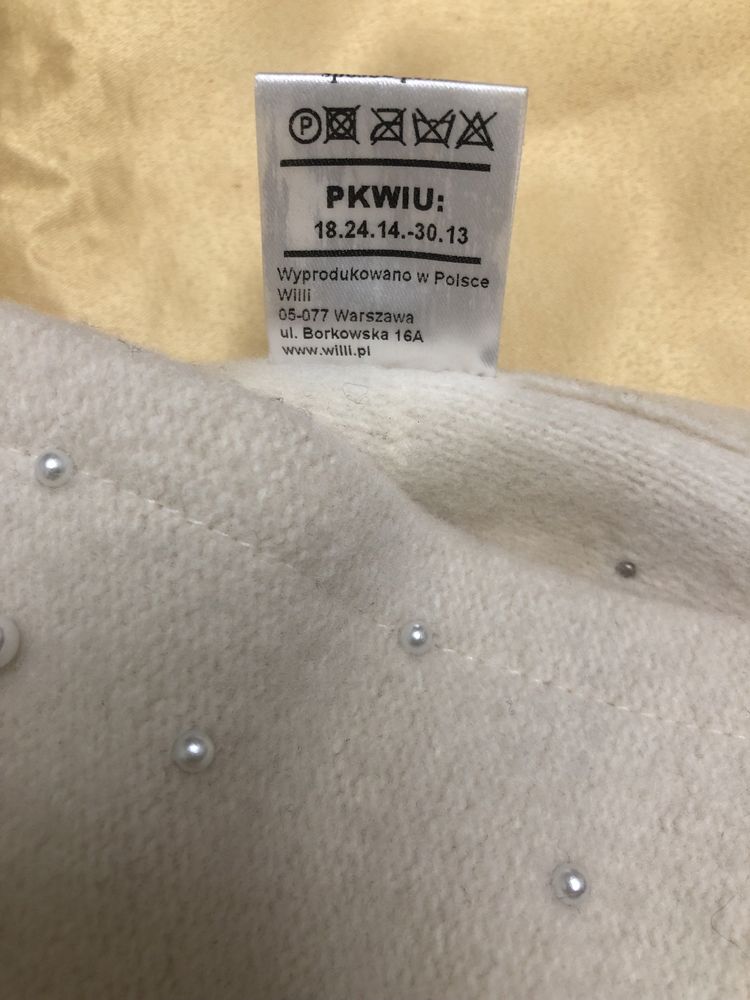 P
PKWIU:
18.24.14.-30.13
Wyprodukowano w Polsce
Willi
05-077 Warszawa
ul. Borkowska 16A
www.willi.pl